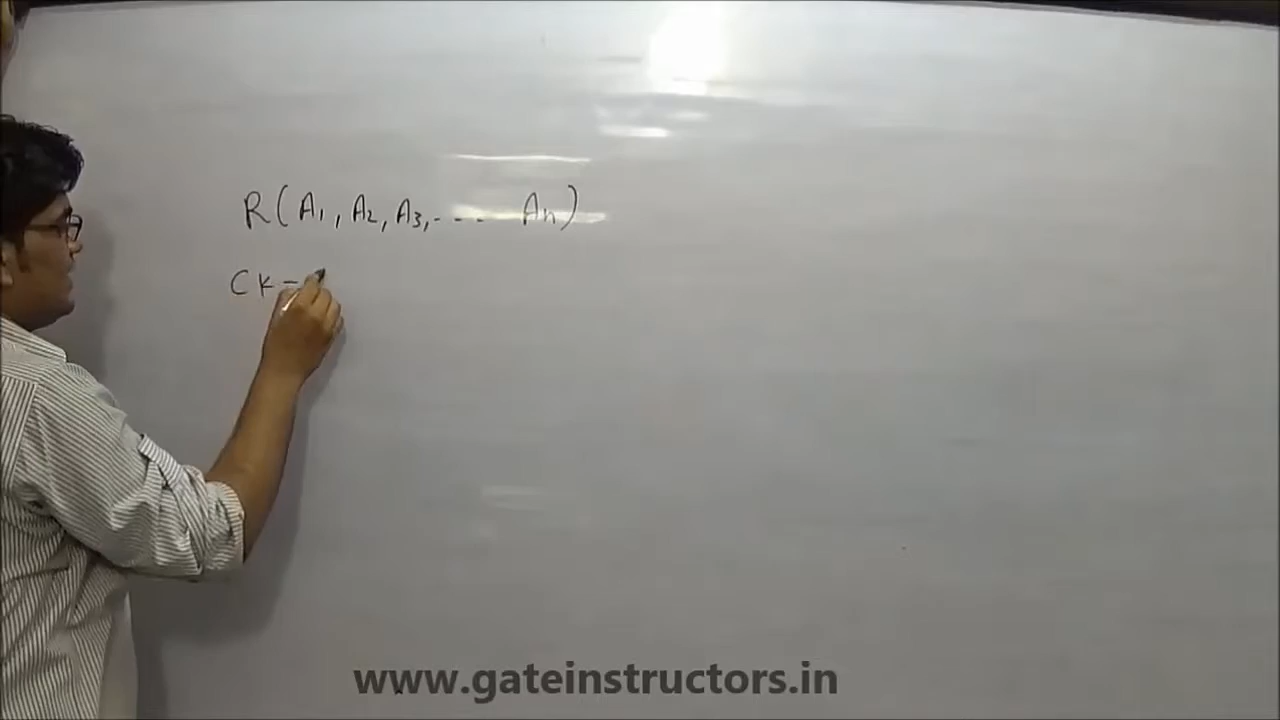 R(A1, A2, A3, .... An)
CK =
www.gateinstructors.in